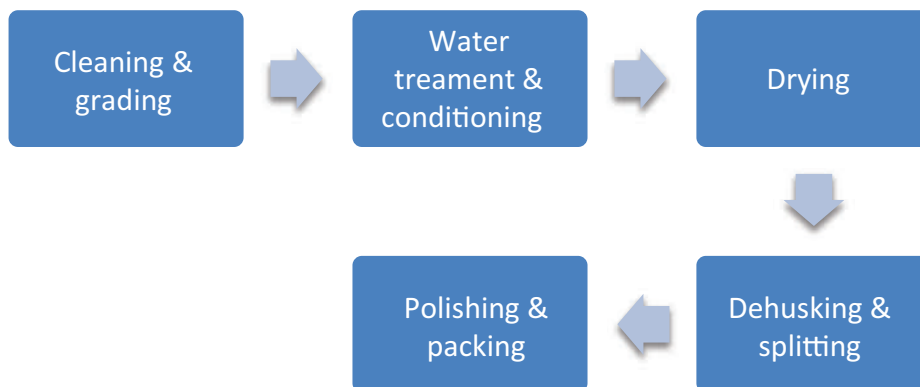 Cleaning &
grading
Water
treament &
conditioning
Drying
Dehusking &
splitting
Polishing &
packing